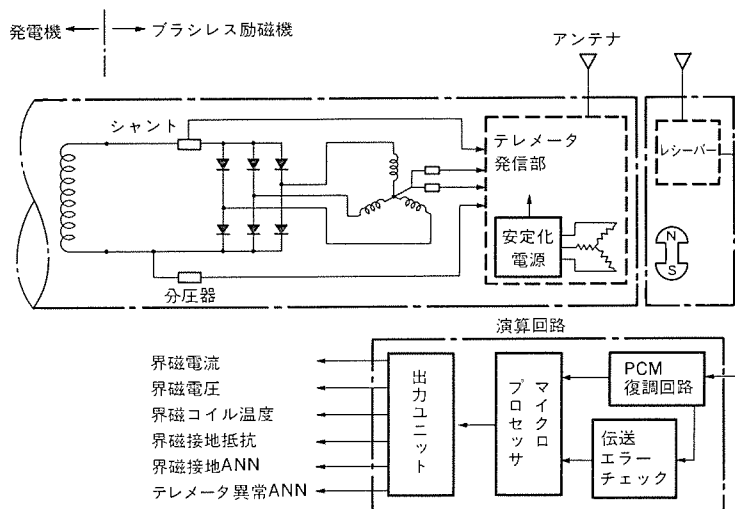 発電機
ブラシレス励磁機
アンテナ
シャント
テレメータ
発信部
レシーバー
安定化
電源
N
S
分圧器
演算回路
界磁電流
界磁電圧
界磁コイル温度
界磁接地抵抗
界磁接地ANN
テレメータ異常ANN
出力ユニット
マイクロ
プロセッサ
PCM
復調回路
伝送
エラー
チェック